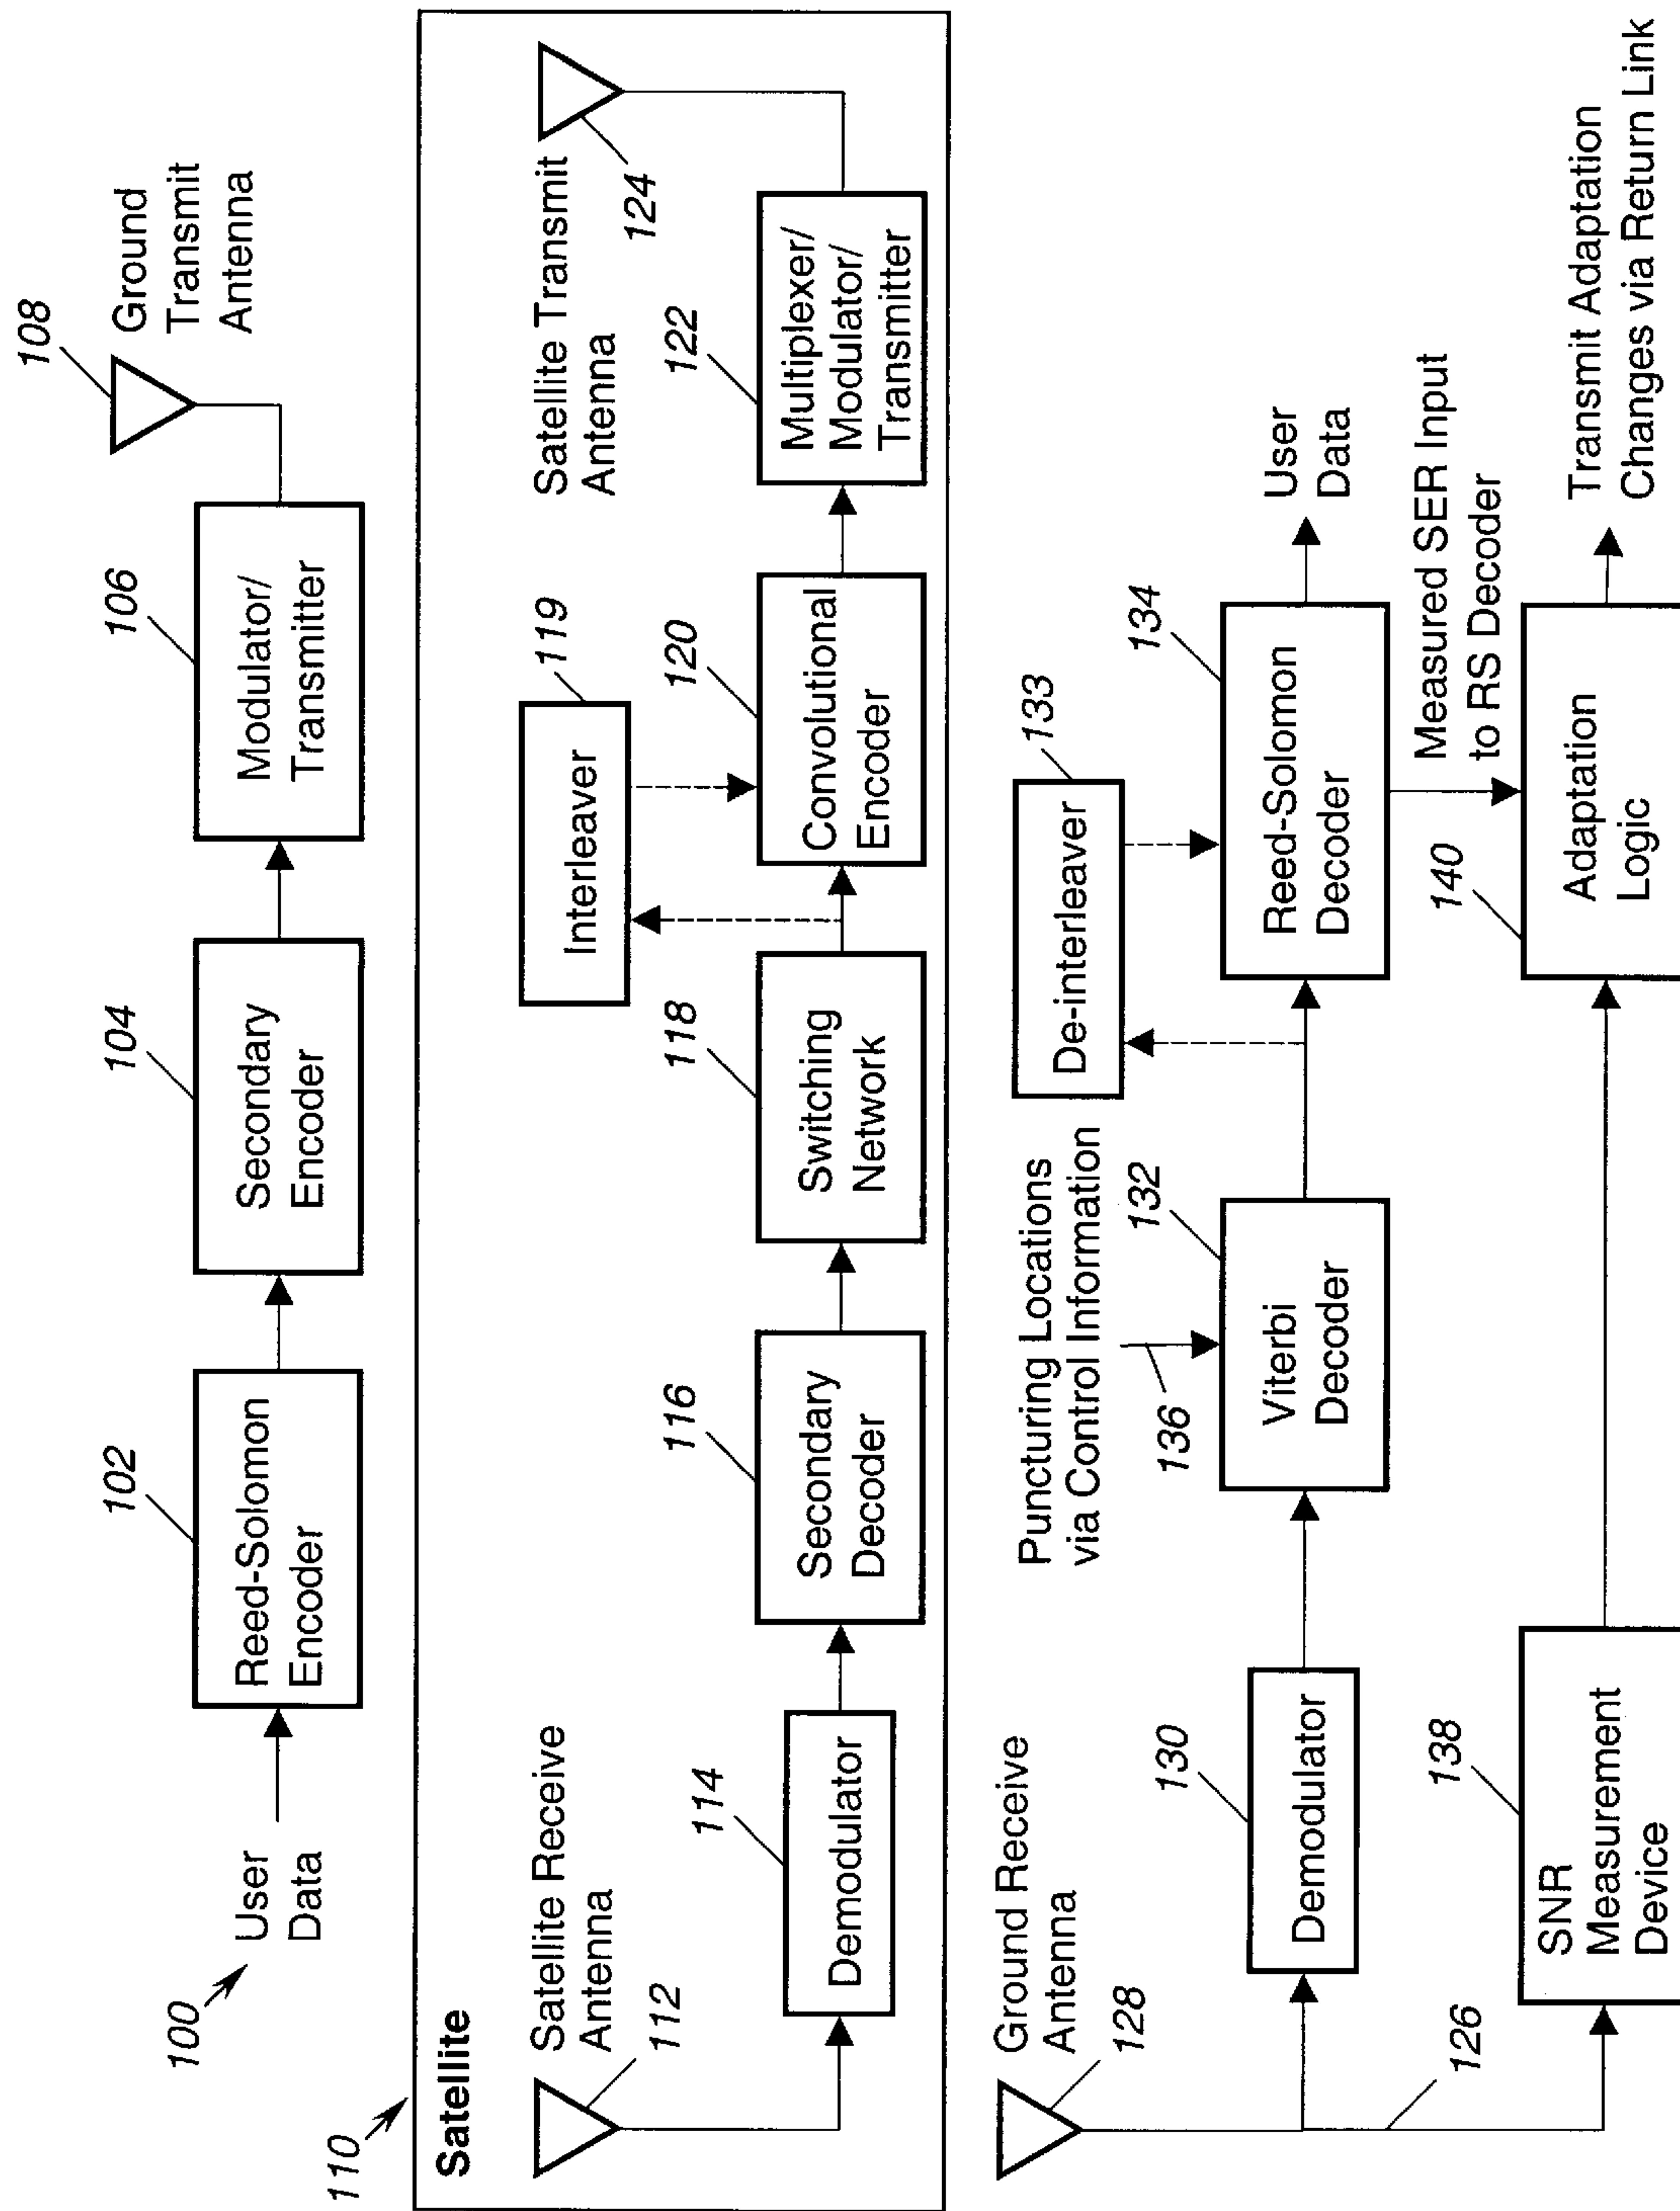 100
User
Data
102
Reed-Solomon
Encoder
104
Secondary
Encoder
106
Modulator/
Transmitter
108
Ground
Transmit
Antenna
110
Satellite
Satellite Receive
Antenna
112
114
Demodulator
116
Secondary
Decoder
118
Switching
Network
119
Interleaver
120
Convolutional
Encoder
122
Multiplexer/
Modulator/
Transmitter
Satellite Transmit
Antenna
124
Ground Receive
Antenna
128
126
130
Demodulator
Puncturing Locations
via Control Information
136
132
Viterbi
Decoder
133
De-interleaver
134
Reed-Solomon
Decoder
User
Data
Measured SER Input
to RS Decoder
138
SNR
Measurement
Device
140
Adaptation
Logic
Transmit Adaptation
Changes via Return Link